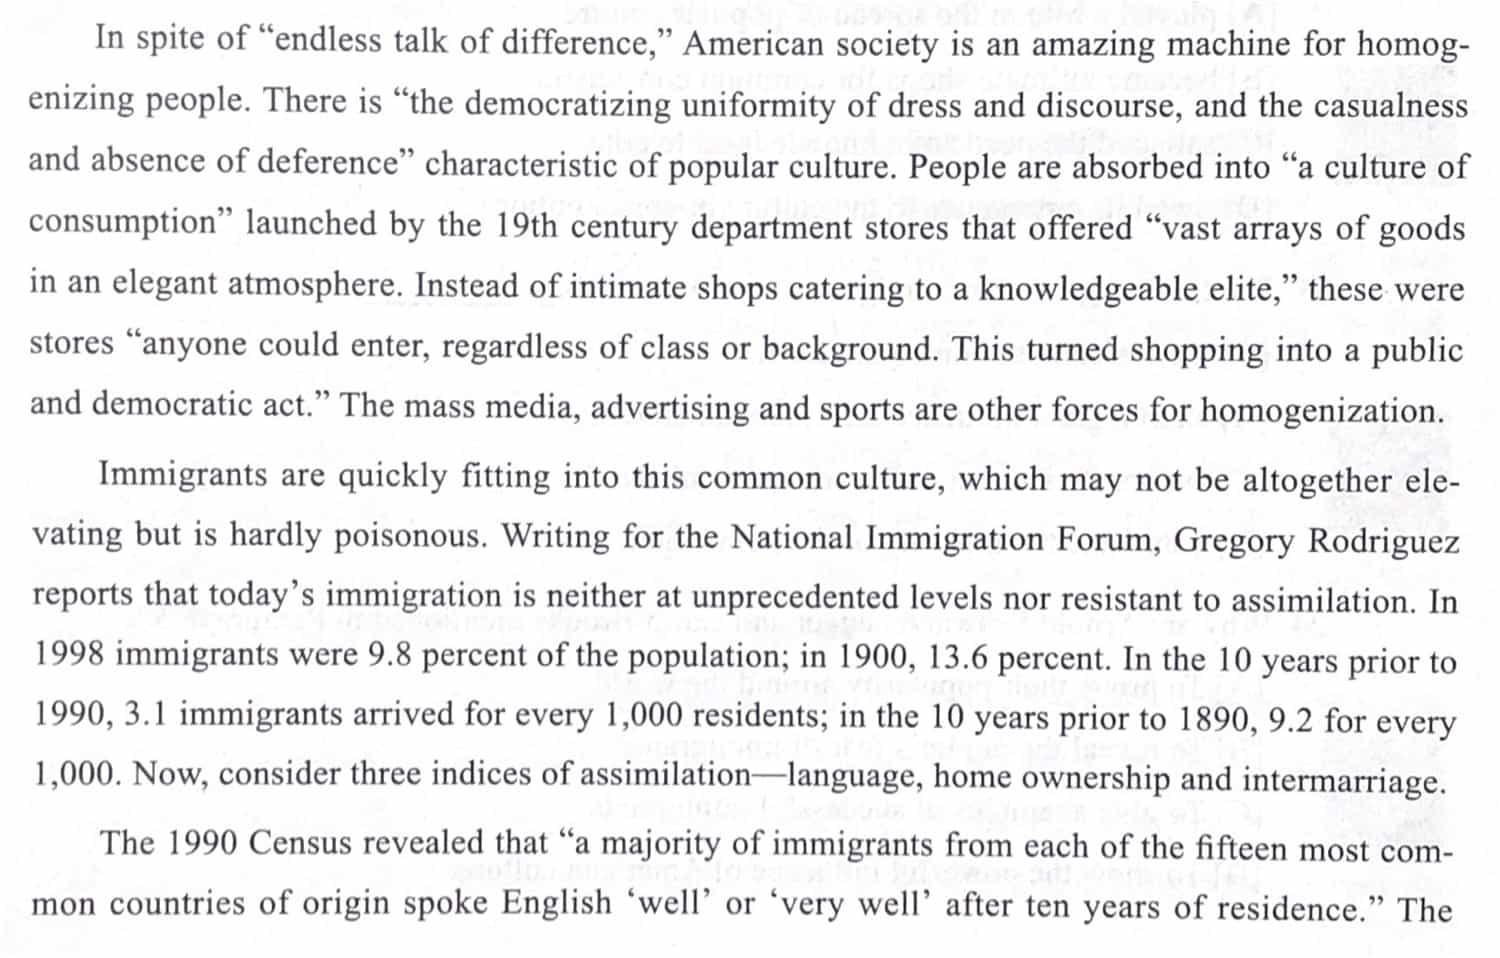 In spite of “endless talk of difference,” American society is an amazing machine for homog-
enizing people. There is “the democratizing uniformity of dress and discourse, and the casualness
and absence of deference” characteristic of popular culture. People are absorbed into “a culture of
consumption” launched by the 19th century department stores that offered “vast arrays of goods
in an elegant atmosphere. Instead of intimate shops catering to a knowledgeable elite,” these were
stores “anyone could enter, regardless of class or background. This turned shopping into a public
and democratic act.” The mass media, advertising and sports are other forces for homogenization.
Immigrants are quickly fitting into this common culture, which may not be altogether ele-
vating but is hardly poisonous. Writing for the National Immigration Forum, Gregory Rodriguez
reports that today’s immigration is neither at unprecedented levels nor resistant to assimilation. In
1998 immigrants were 9.8 percent of the population; in 1900, 13.6 percent. In the 10 years prior to
1990, 3.1 immigrants arrived for every 1,000 residents; in the 10 years prior to 1890, 9.2 for every
1,000. Now, consider three indices of assimilation—language, home ownership and intermarriage.
The 1990 Census revealed that “a majority of immigrants from each of the fifteen most com-
mon countries of origin spoke English ‘well’ or ‘very well’ after ten years of residence.” The